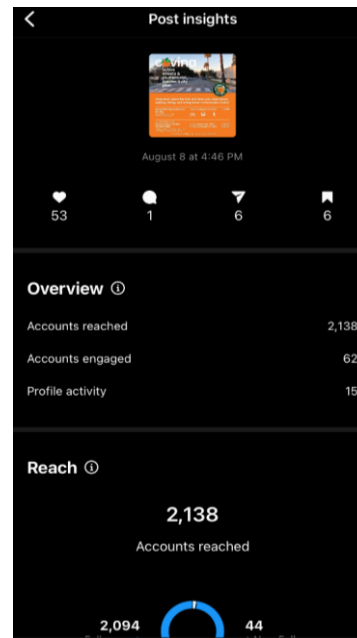 Post insights
covina
August 8 at 4:46 PM
53 1 6 6
Overview
Accounts reached 2,138
Accounts engaged 62
Profile activity 15
Reach
2,138
Accounts reached
2,094 44